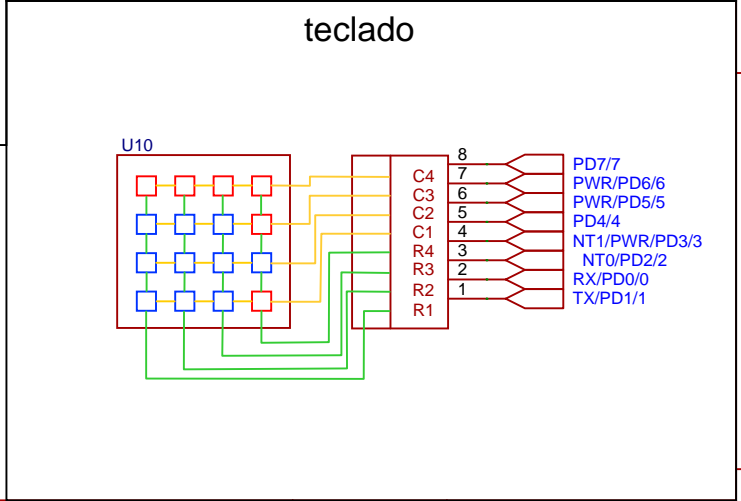 teclado
U10
C4 8 PD7/7
C3 7 PWR/PD6/6
C2 6 PWR/PD5/5
C1 5 PD4/4
R4 4 NT1/PWR/PD3/3
R3 3 NT0/PD2/2
R2 2 RX/PD0/0
R1 1 TX/PD1/1